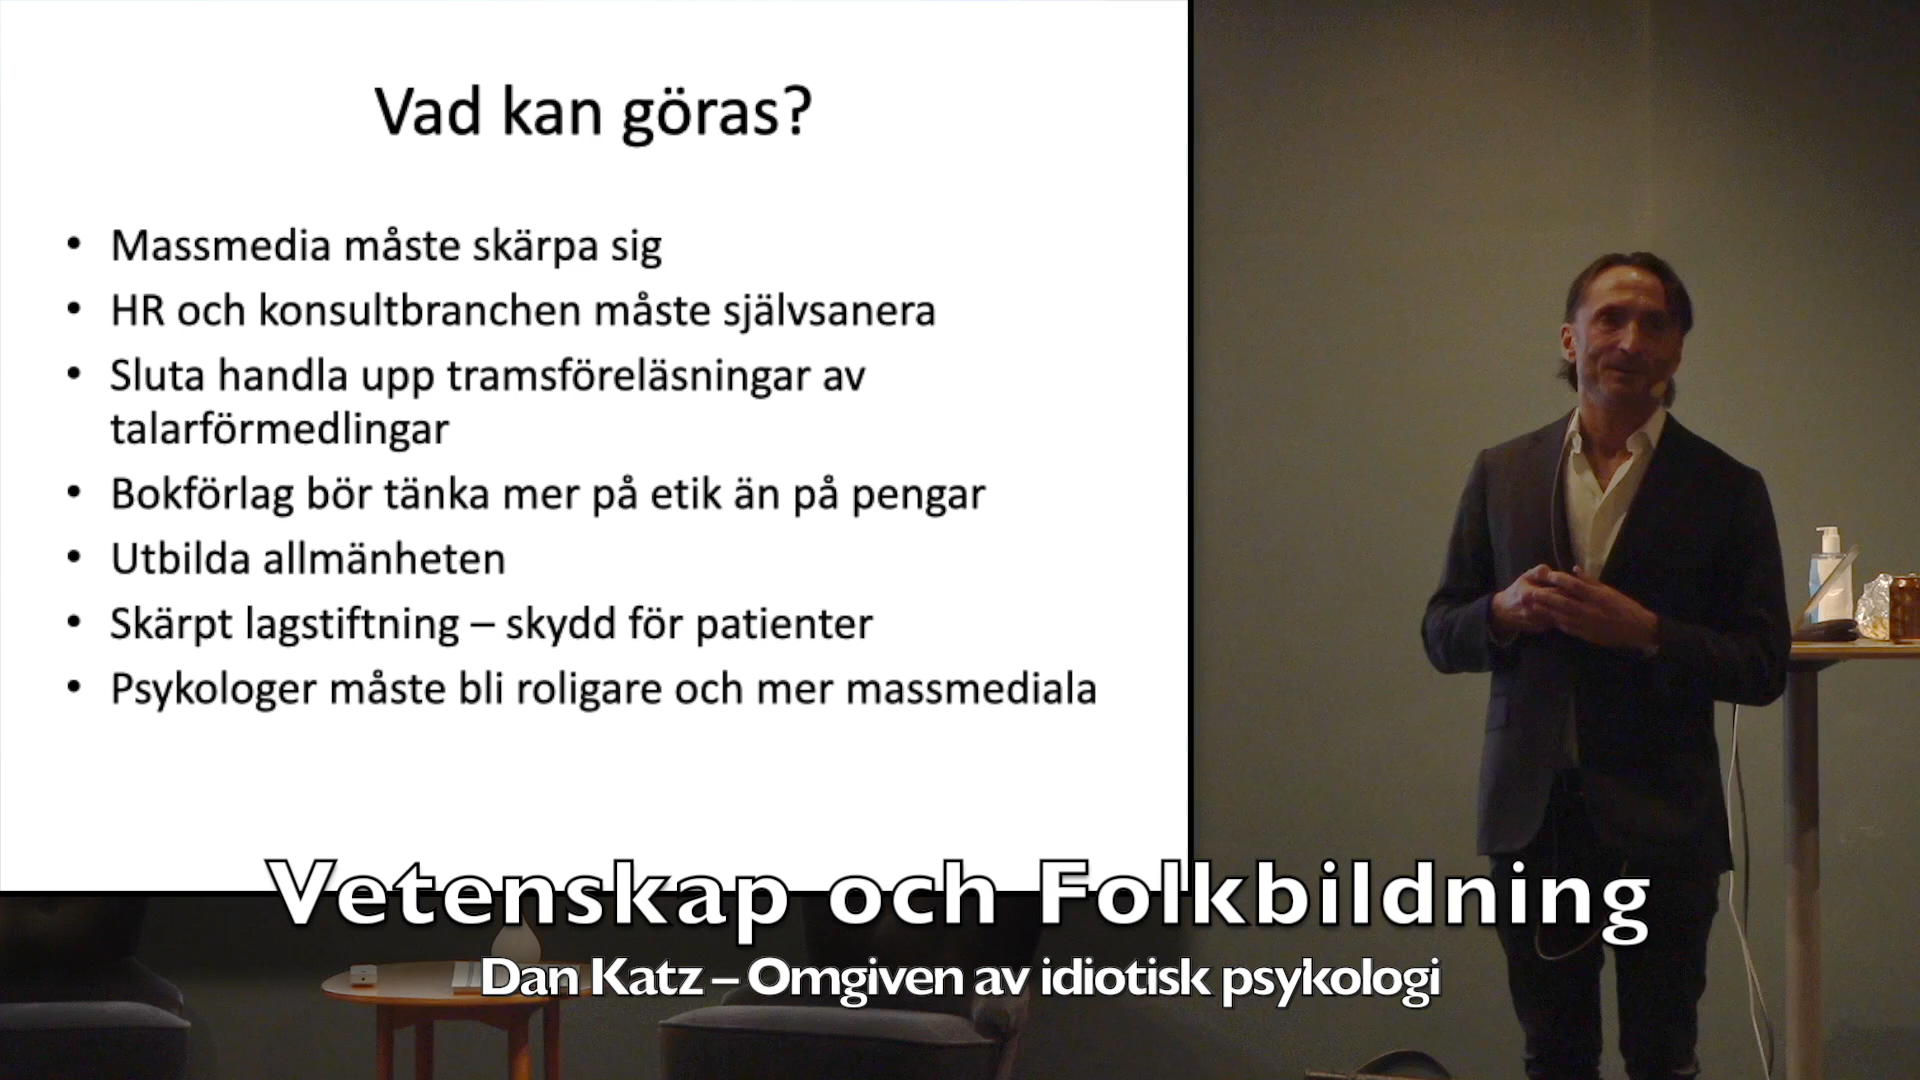 Vad kan göras?
• Massmedia måste skärpa sig
• HR och konsultbranchen måste självsanera
• Sluta handla upp tramsföreläsningar av
talarförmedlingar
• Bokförlag bör tänka mer på etik än på pengar
• Utbilda allmänheten
• Skärpt lagstiftning – skydd för patienter
• Psykologer måste bli roligare och mer massmediala
Vetenskap och Folkbildning
Dan Katz – Omgiven av idiotisk psykologi